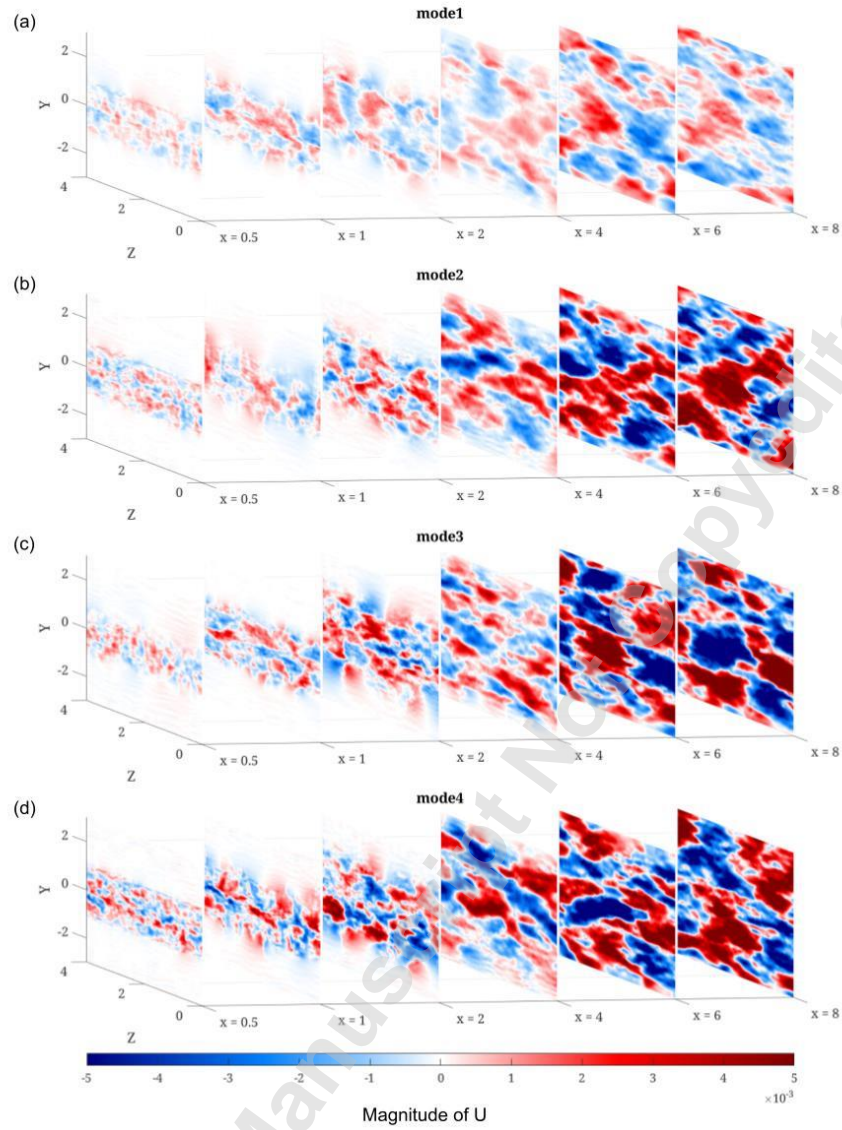 (a)
mode1
2
0
-2
4
Y
2
0
Z
x = 0.5
x = 1
x = 2
x = 4
x = 6
x = 8
(b)
mode2
2
0
-2
4
Y
2
0
Z
x = 0.5
x = 1
x = 2
x = 4
x = 6
x = 8
(c)
mode3
2
0
-2
4
Y
2
0
Z
x = 0.5
x = 1
x = 2
x = 4
x = 6
x = 8
(d)
mode4
2
0
-2
4
Y
2
0
Z
x = 0.5
x = 1
x = 2
x = 4
x = 6
x = 8
-5 -4 -3 -2 -1 0 1 2 3 4 5
×10⁻³
Magnitude of U
Manuscript Not Copyedite